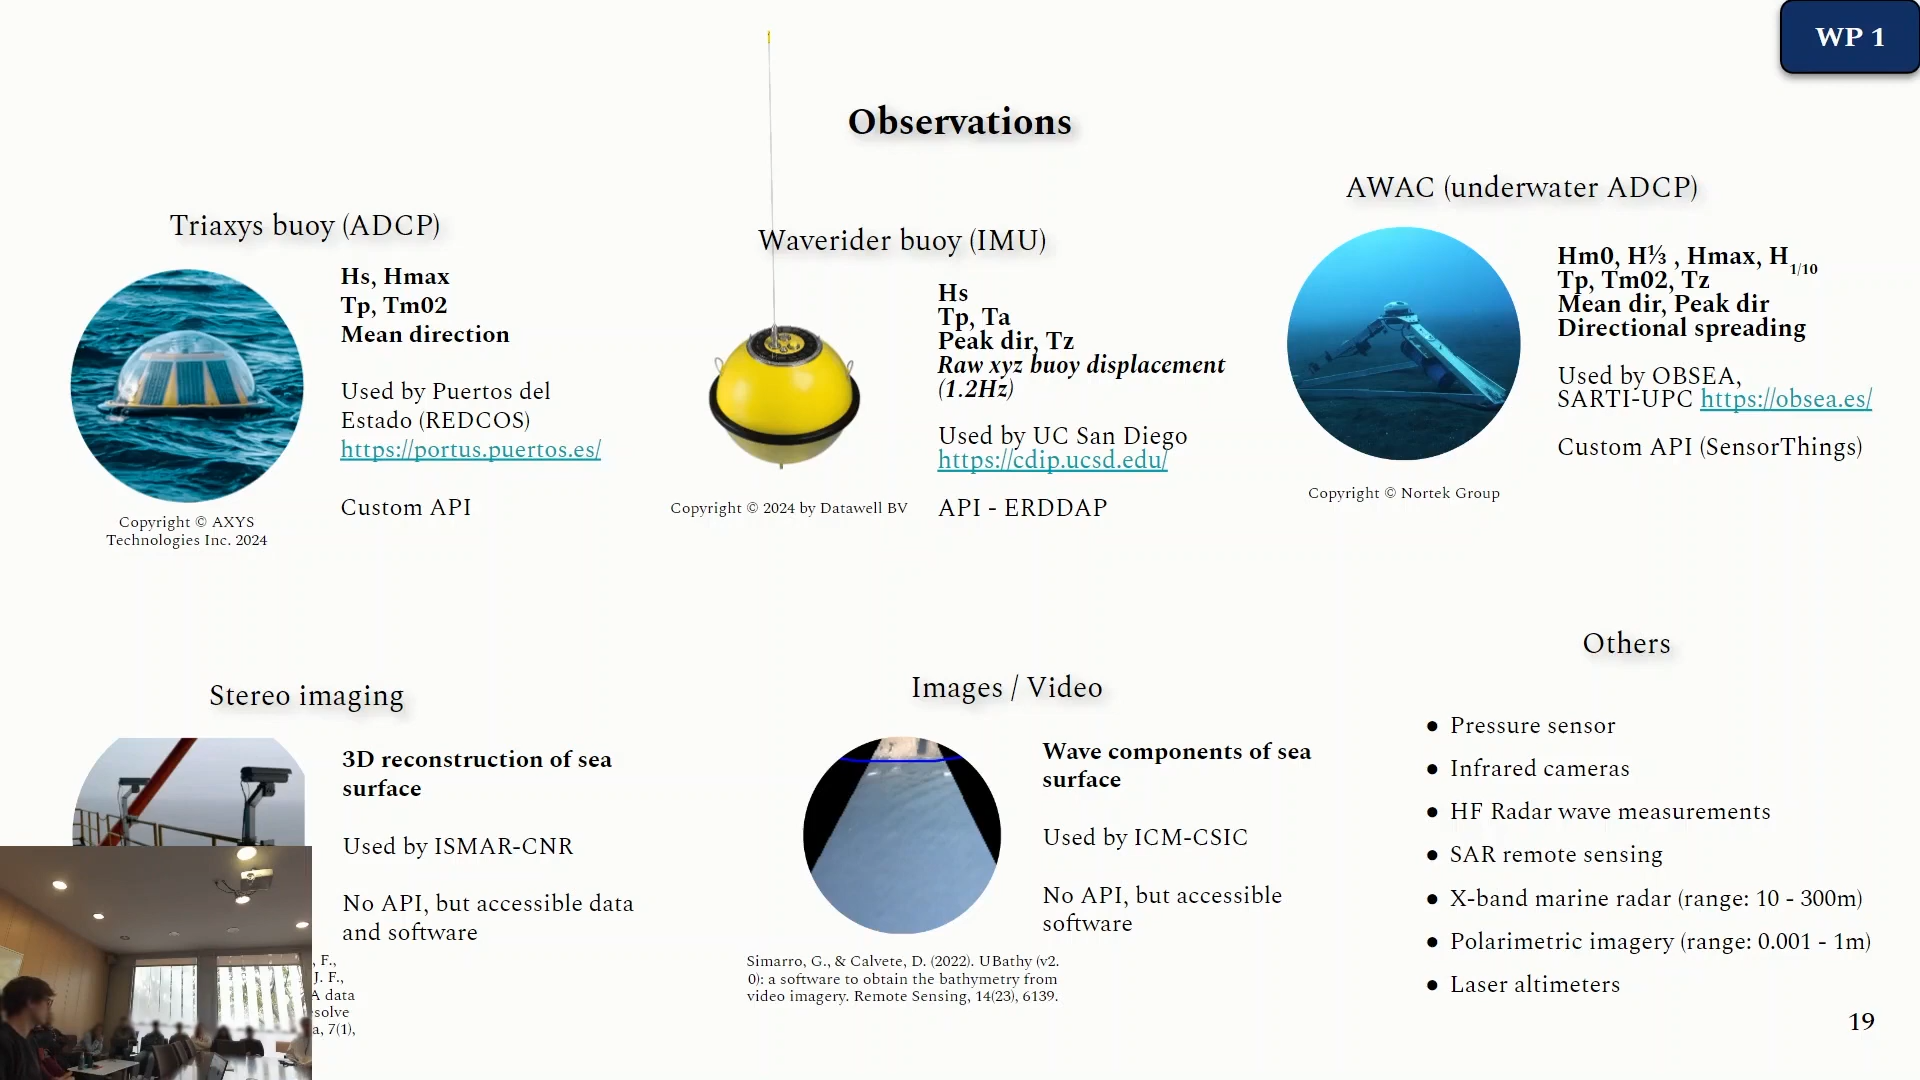 WP 1
Observations
Triaxys buoy (ADCP)
Hs, Hmax
Tp, Tm02
Mean direction
Used by Puertos del
Estado (REDCOS)
https://portus.puertos.es/
Custom API
Copyright © AXYS
Technologies Inc. 2024
Waverider buoy (IMU)
Hs
Tp, Ta
Peak dir, Tz
Raw xyz buoy displacement
(1.2Hz)
Used by UC San Diego
https://cdip.ucsd.edu/
API - ERDDAP
Copyright © 2024 by Datawell BV
AWAC (underwater ADCP)
Hm0, H⅓ , Hmax, H1/10
Tp, Tm02, Tz
Mean dir, Peak dir
Directional spreading
Used by OBSEA,
SARTI-UPC https://obsea.es/
Custom API (SensorThings)
Copyright © Nortek Group
Stereo imaging
3D reconstruction of sea
surface
Used by ISMAR-CNR
No API, but accessible data
and software
, F.,
J. F.,
A data
esolve
a, 7(1),
Images / Video
Wave components of sea
surface
Used by ICM-CSIC
No API, but accessible
software
Simarro, G., & Calvete, D. (2022). UBathy (v2.
0): a software to obtain the bathymetry from
video imagery. Remote Sensing, 14(23), 6139.
Others
● Pressure sensor
● Infrared cameras
● HF Radar wave measurements
● SAR remote sensing
● X-band marine radar (range: 10 - 300m)
● Polarimetric imagery (range: 0.001 - 1m)
● Laser altimeters
19